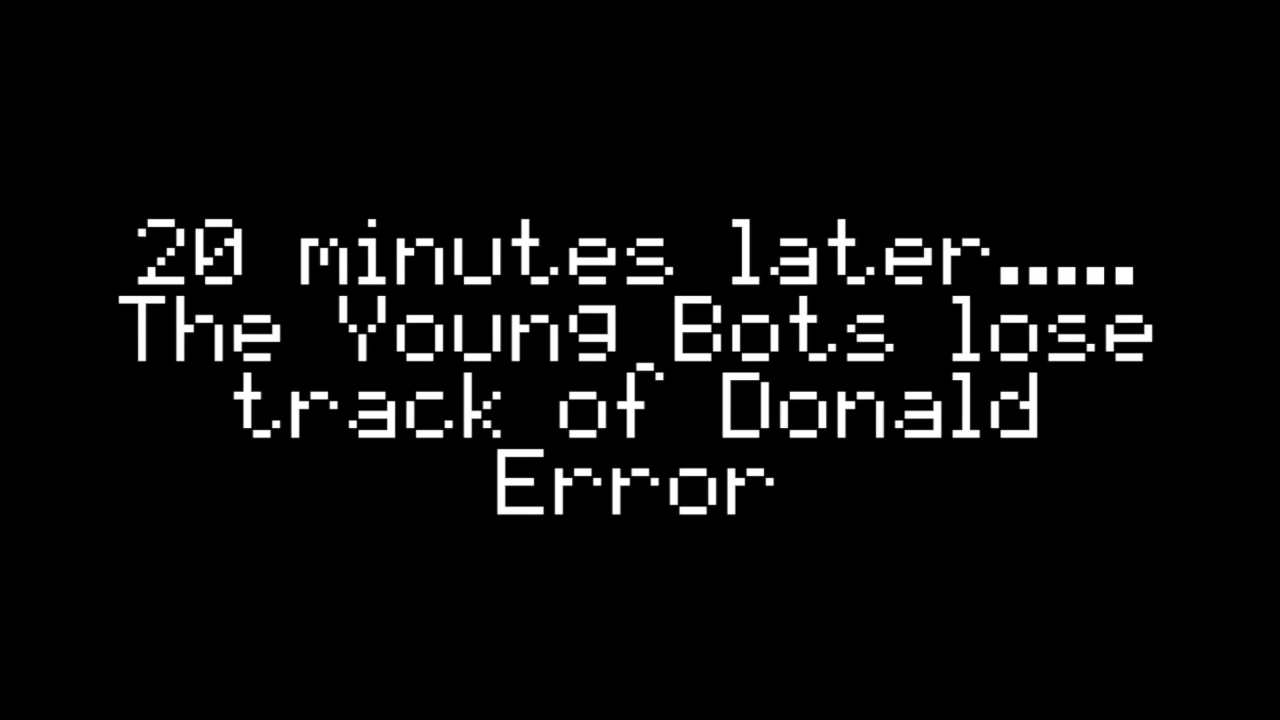 20 minutes later.....
The Young Bots lose
track of Donald
Error